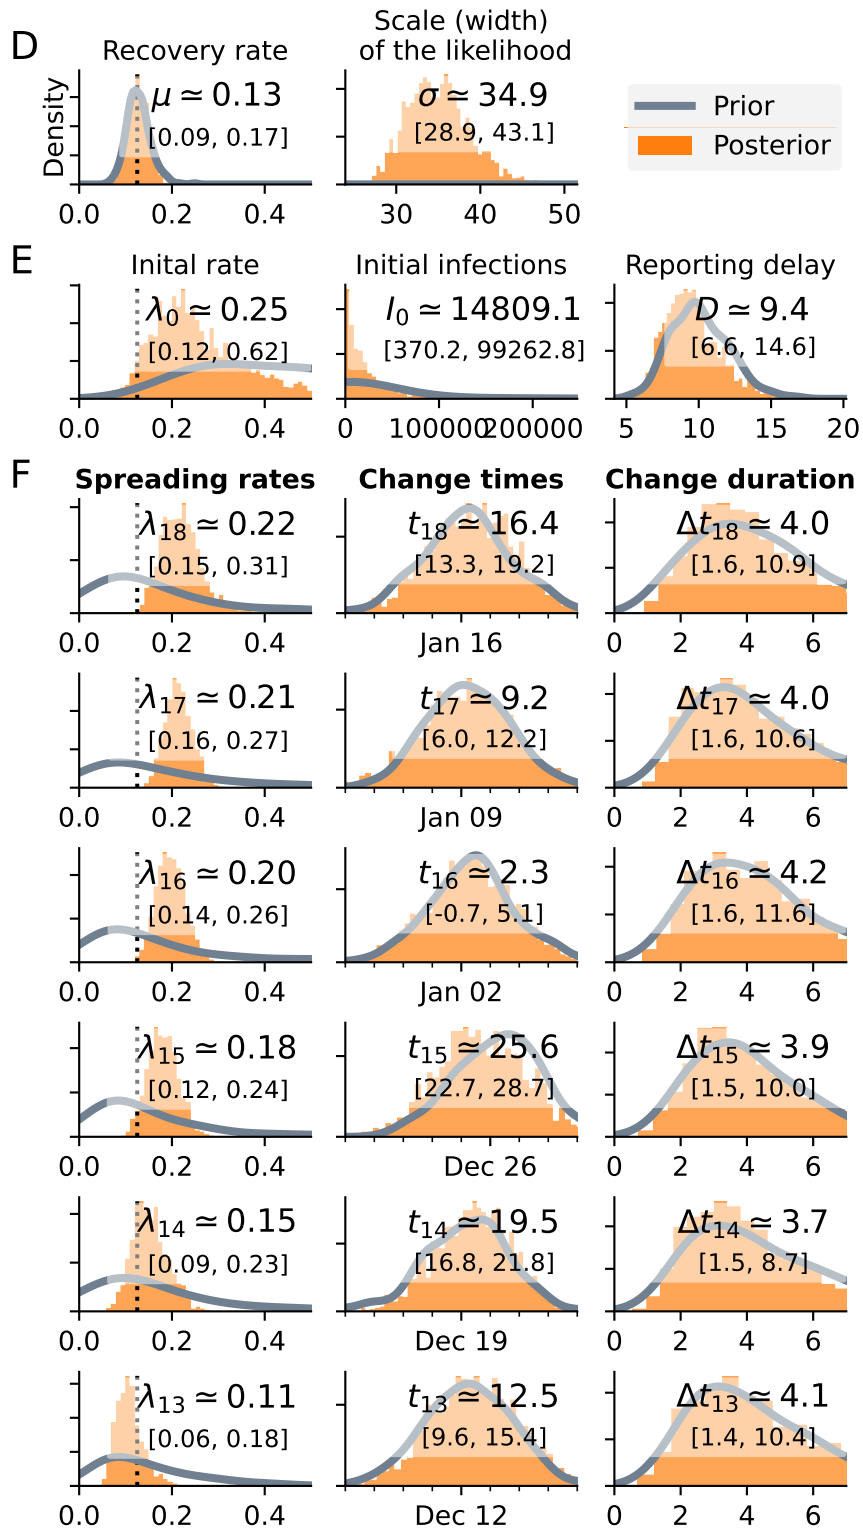 D
Recovery rate
Scale (width)
of the likelihood
Density
μ ≃ 0.13
[0.09, 0.17]
0.0 0.2 0.4
σ ≃ 34.9
[28.9, 43.1]
30 40 50
Prior
Posterior
E
Inital rate
λ0 ≃ 0.25
[0.12, 0.62]
0.0 0.2 0.4
Initial infections
I0 ≃ 14809.1
[370.2, 99262.8]
0 100000 200000
Reporting delay
D ≃ 9.4
[6.6, 14.6]
5 10 15 20
F
Spreading rates
Change times
Change duration
λ18 ≃ 0.22
[0.15, 0.31]
0.0 0.2 0.4
t18 ≃ 16.4
[13.3, 19.2]
Jan 16
Δt18 ≃ 4.0
[1.6, 10.9]
0 2 4 6
λ17 ≃ 0.21
[0.16, 0.27]
0.0 0.2 0.4
t17 ≃ 9.2
[6.0, 12.2]
Jan 09
Δt17 ≃ 4.0
[1.6, 10.6]
0 2 4 6
λ16 ≃ 0.20
[0.14, 0.26]
0.0 0.2 0.4
t16 ≃ 2.3
[-0.7, 5.1]
Jan 02
Δt16 ≃ 4.2
[1.6, 11.6]
0 2 4 6
λ15 ≃ 0.18
[0.12, 0.24]
0.0 0.2 0.4
t15 ≃ 25.6
[22.7, 28.7]
Dec 26
Δt15 ≃ 3.9
[1.5, 10.0]
0 2 4 6
λ14 ≃ 0.15
[0.09, 0.23]
0.0 0.2 0.4
t14 ≃ 19.5
[16.8, 21.8]
Dec 19
Δt14 ≃ 3.7
[1.5, 8.7]
0 2 4 6
λ13 ≃ 0.11
[0.06, 0.18]
0.0 0.2 0.4
t13 ≃ 12.5
[9.6, 15.4]
Dec 12
Δt13 ≃ 4.1
[1.4, 10.4]
0 2 4 6